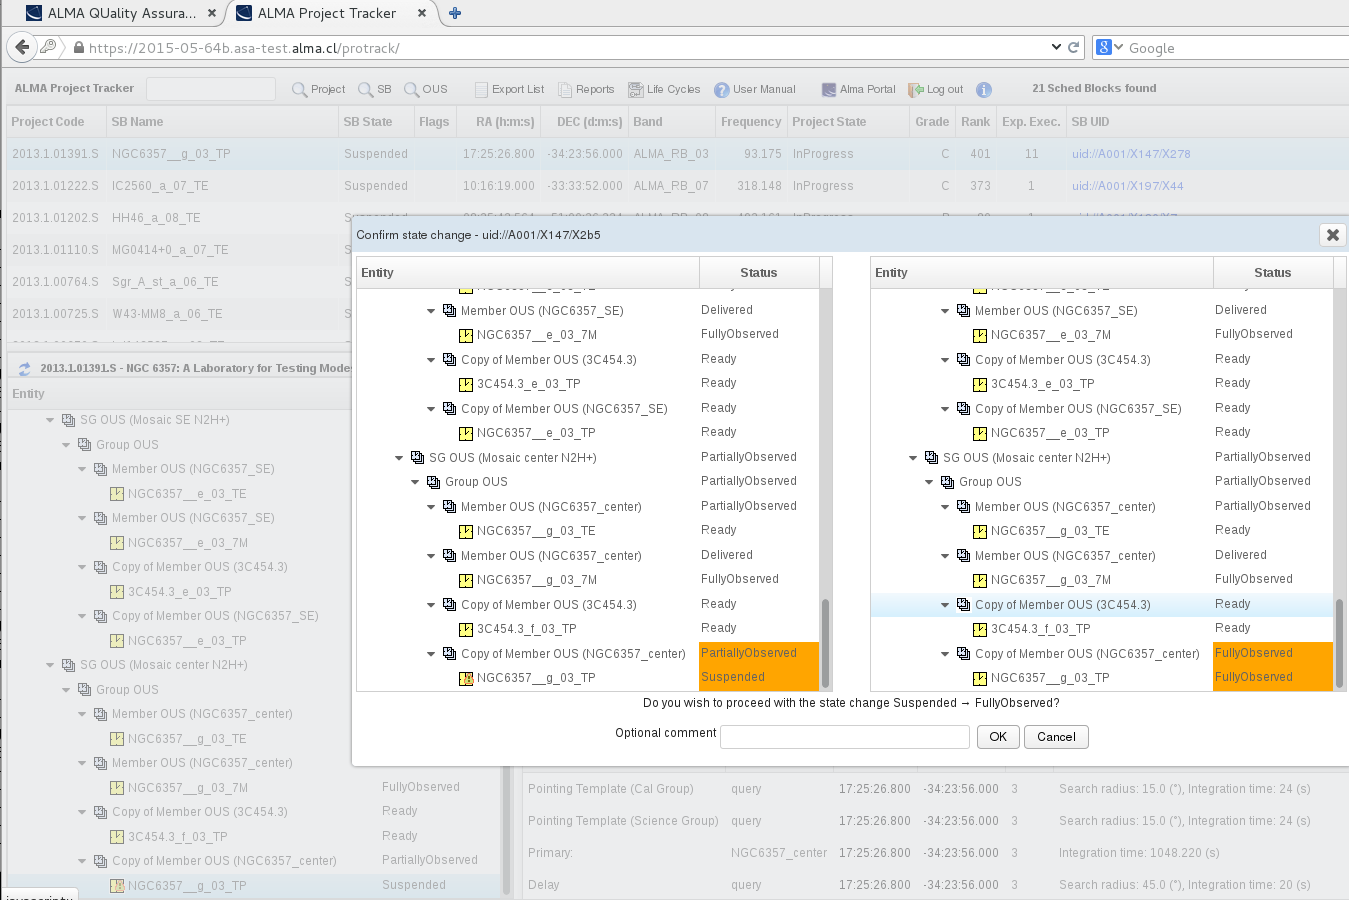 ALMA QUality Assura... × ALMA Project Tracker ×
https://2015-05-64b.asa-test.alma.cl/protrack/ Google
ALMA Project Tracker Project SB OUS Export List Reports Life Cycles User Manual Alma Portal Log out 21 Sched Blocks found
Project Code SB Name SB State Flags RA (h:m:s) DEC (d:m:s) Band Frequency Project State Grade Rank Exp. Exec. SB UID
2013.1.01391.S NGC6357__g_03_TP Suspended 17:25:26.800 -34:23:56.000 ALMA_RB_03 93.175 InProgress C 401 11 uid://A001/X147/X278
2013.1.01222.S IC2560_a_07_TE Suspended 10:16:19.000 -33:33:52.000 ALMA_RB_07 318.148 InProgress C 373 1 uid://A001/X197/X44
2013.1.01202.S HH46_a_08_TE
2013.1.01110.S MG0414+0_a_07_TE S
2013.1.00764.S Sgr_A_st_a_06_TE S
2013.1.00725.S W43-MM8_a_06_TE S
Confirm state change - uid://A001/X147/X2b5
Entity Status Entity Status
Member OUS (NGC6357_SE) Delivered Member OUS (NGC6357_SE) Delivered
NGC6357__e_03_7M FullyObserved NGC6357__e_03_7M FullyObserved
Copy of Member OUS (3C454.3) Ready Copy of Member OUS (3C454.3) Ready
3C454.3_e_03_TP Ready 3C454.3_e_03_TP Ready
Copy of Member OUS (NGC6357_SE) Ready Copy of Member OUS (NGC6357_SE) Ready
NGC6357__e_03_TP Ready NGC6357__e_03_TP Ready
SG OUS (Mosaic center N2H+) PartiallyObserved SG OUS (Mosaic center N2H+) PartiallyObserved
Group OUS PartiallyObserved Group OUS PartiallyObserved
Member OUS (NGC6357_center) PartiallyObserved Member OUS (NGC6357_center) PartiallyObserved
NGC6357__g_03_TE Ready NGC6357__g_03_TE Ready
Member OUS (NGC6357_center) Delivered Member OUS (NGC6357_center) Delivered
NGC6357__g_03_7M FullyObserved NGC6357__g_03_7M FullyObserved
Copy of Member OUS (3C454.3) Ready Copy of Member OUS (3C454.3) Ready
3C454.3_f_03_TP Ready 3C454.3_f_03_TP Ready
Copy of Member OUS (NGC6357_center) PartiallyObserved Copy of Member OUS (NGC6357_center) FullyObserved
NGC6357__g_03_TP Suspended NGC6357__g_03_TP FullyObserved
Do you wish to proceed with the state change Suspended → FullyObserved?
Optional comment OK Cancel
2013.1.01391.S - NGC 6357: A Laboratory for Testing Modes
Entity
SG OUS (Mosaic SE N2H+)
Group OUS
Member OUS (NGC6357_SE)
NGC6357__e_03_TE
Member OUS (NGC6357_SE)
NGC6357__e_03_7M
Copy of Member OUS (3C454.3)
3C454.3_e_03_TP
Copy of Member OUS (NGC6357_SE)
NGC6357__e_03_TP
SG OUS (Mosaic center N2H+)
Group OUS
Member OUS (NGC6357_center)
NGC6357__g_03_TE
Member OUS (NGC6357_center)
NGC6357__g_03_7M FullyObserved
Copy of Member OUS (3C454.3) Ready
3C454.3_f_03_TP Ready
Copy of Member OUS (NGC6357_center) PartiallyObserved
NGC6357__g_03_TP Suspended
Pointing Template (Cal Group) query 17:25:26.800 -34:23:56.000 3 Search radius: 15.0 ("), Integration time: 24 (s)
Pointing Template (Science Group) query 17:25:26.800 -34:23:56.000 3 Search radius: 15.0 ("), Integration time: 24 (s)
Primary: NGC6357_center 17:25:26.800 -34:23:56.000 3 Integration time: 1048.220 (s)
Delay query 17:25:26.800 -34:23:56.000 3 Search radius: 45.0 ("), Integration time: 20 (s)